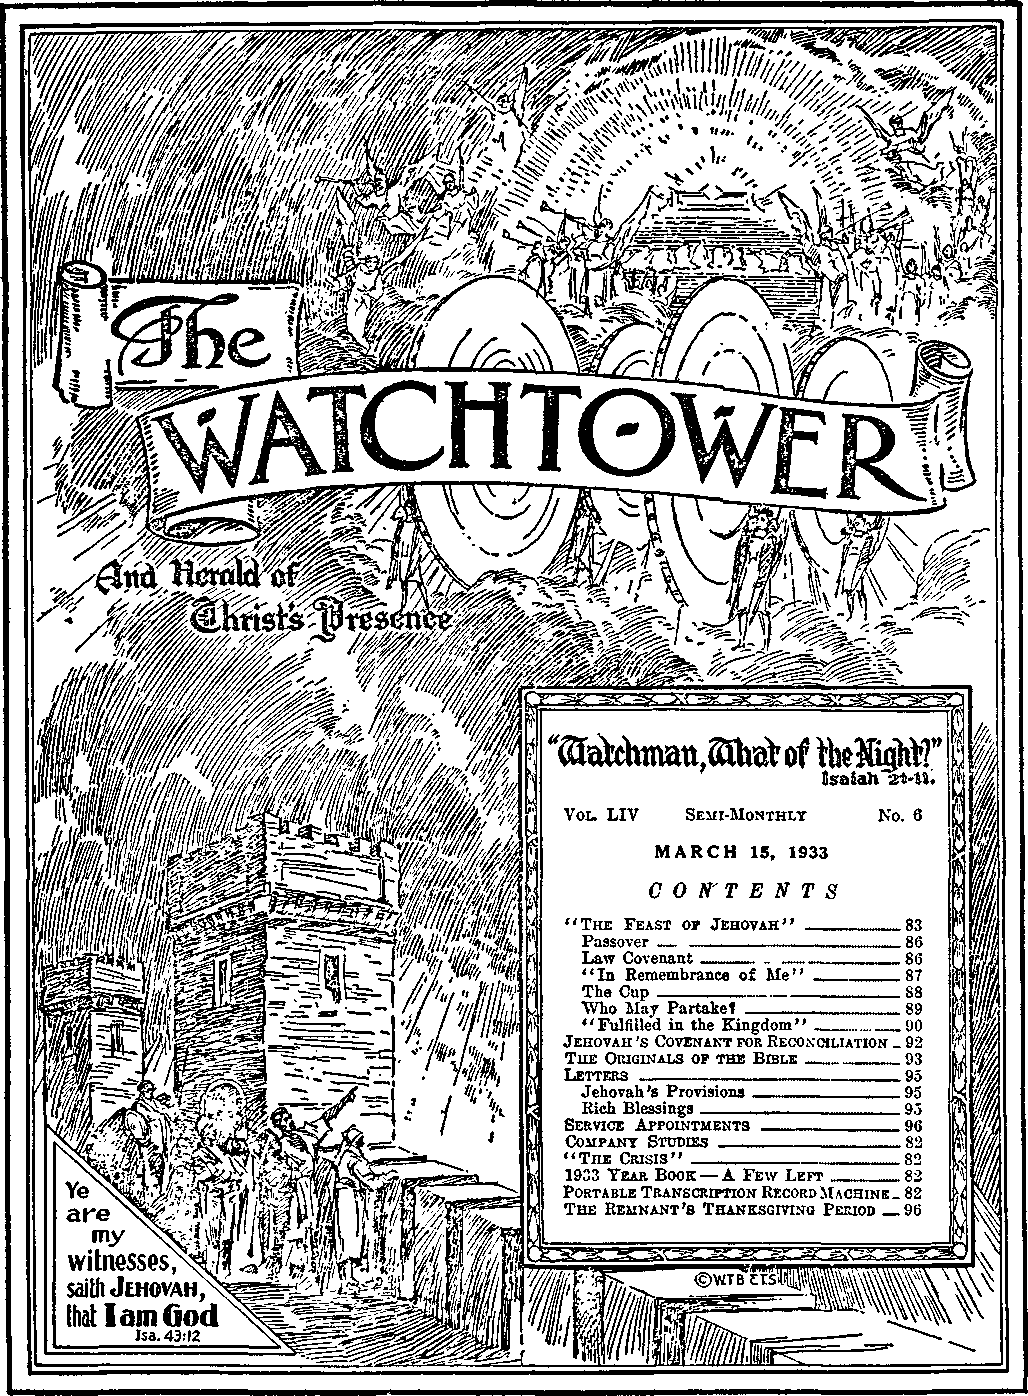 The
WATCHTOWER
And Herald of
Christ's Presence
"Watchman, What of the Night?"
Isaiah 21-11.
VOL. LIV SEMI-MONTHLY No. 6
MARCH 15, 1933
CONTENTS
"THE FEAST OF JEHOVAH" 83
Passover 86
Law Covenant 86
"In Remembrance of Me" 87
The Cup 88
Who May Partake? 89
"Fulfilled in the Kingdom" 90
JEHOVAH'S COVENANT FOR RECONCILIATION 92
THE ORIGINALS OF THE BIBLE 93
LETTERS 95
Jehovah's Provisions 95
Rich Blessings 95
SERVICE APPOINTMENTS 96
COMPANY STUDIES 82
"THE CRISIS" 82
1933 YEAR BOOK—A FEW LEFT 82
PORTABLE TRANSCRIPTION RECORD MACHINE 82
THE REMNANT'S THANKSGIVING PERIOD 96
Ye
are
my
witnesses,
saith JEHOVAH,
that I am God
Isa. 43:12
©W.T.B. & T.S.